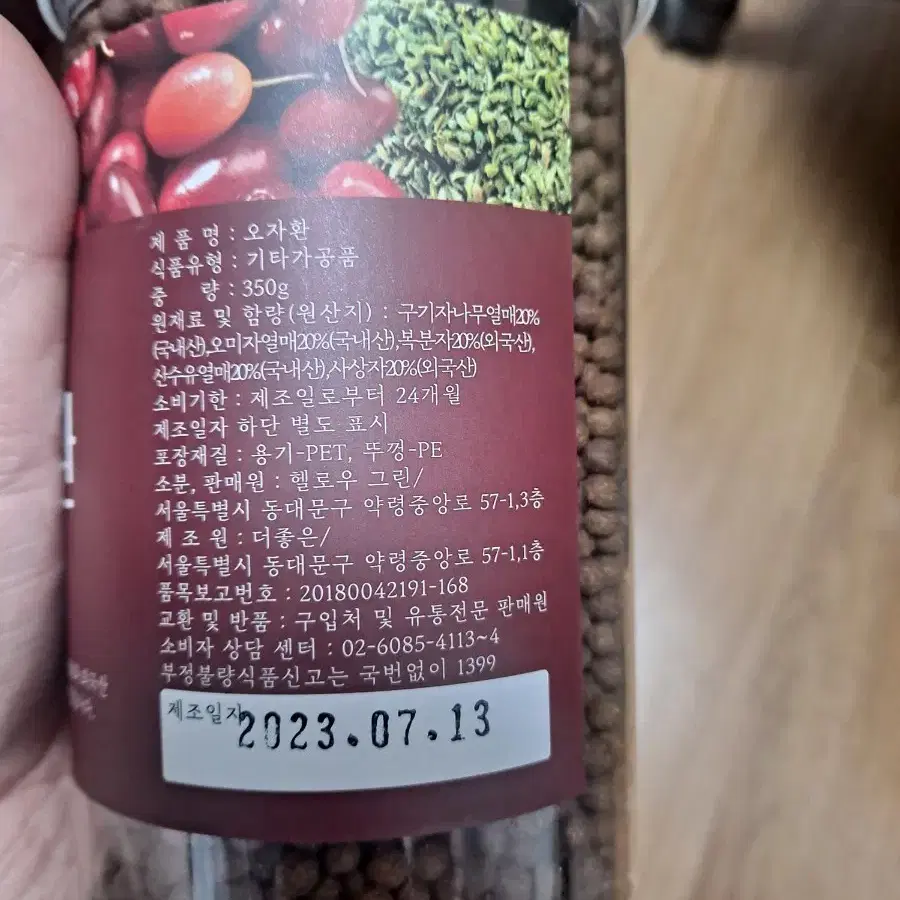 제 품 명 : 오자환
식품유형 : 기타가공품
중 량 : 350g
원재료 및 함량(원산지) : 구기자나무열매20%
(국내산),오미자열매20%(국내산),복분자20%(외국산),
산수유열매20%(국내산),사상자20%(외국산)
소비기한 : 제조일로부터 24개월
제조일자 하단 별도 표시
포장재질 : 용기-PET, 뚜껑-PE
소분, 판매원 : 헬로우 그린/
서울특별시 동대문구 약령중앙로 57-1,3층
제 조 원 : 더좋은/
서울특별시 동대문구 약령중앙로 57-1,1층
품목보고번호 : 20180042191-168
교환 및 반품 : 구입처 및 유통전문 판매원
소비자 상담 센터 : 02-6085-4113~4
부정불량식품신고는 국번없이 1399
제조일자 2023.07.13